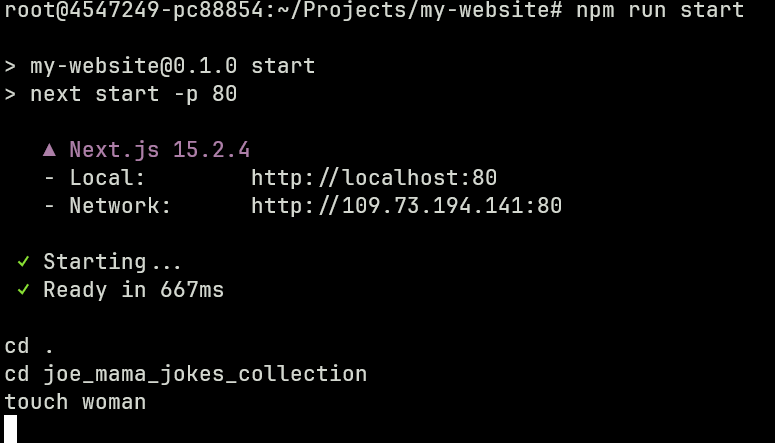 root@4547249-pc88854:~/Projects/my-website# npm run start
> my-website@0.1.0 start
> next start -p 80
▲ Next.js 15.2.4
- Local: http://localhost:80
- Network: http://109.73.194.141:80
✓ Starting...
✓ Ready in 667ms
cd .
cd joe_mama_jokes_collection
touch woman